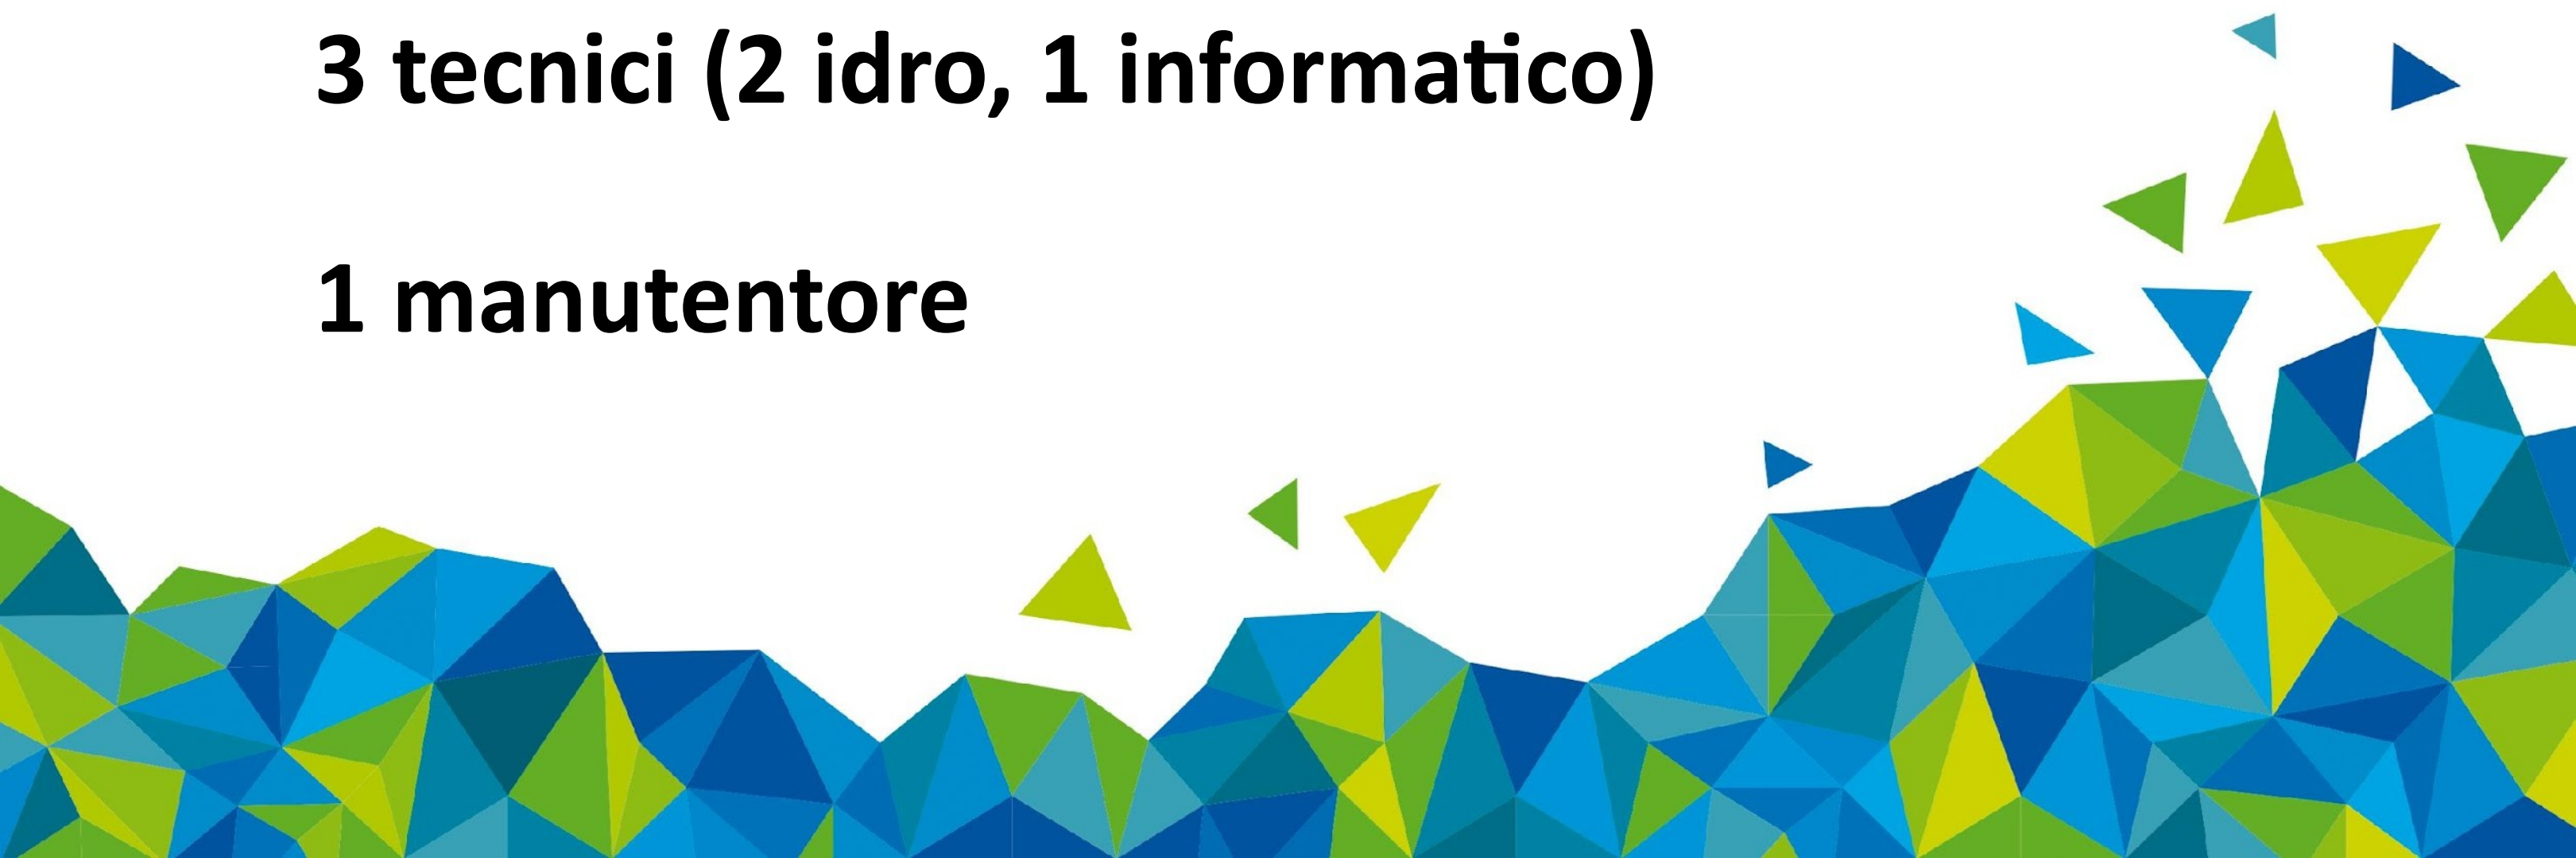 3 tecnici (2 idro, 1 informatico)
1 manutentore